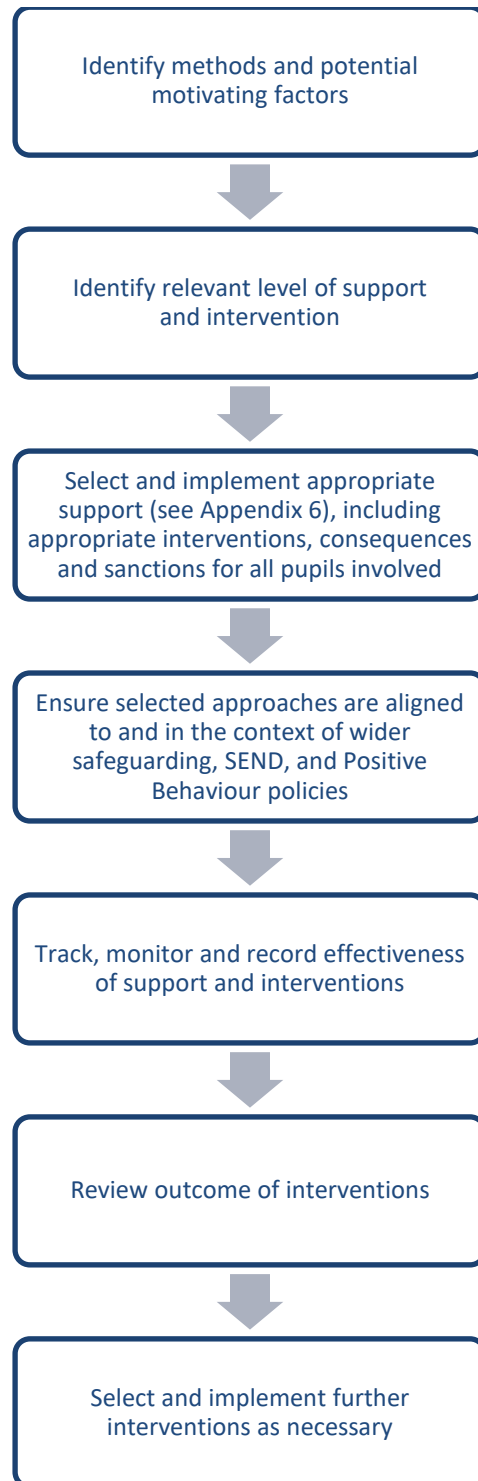 Identify methods and potential
motivating factors
Identify relevant level of support
and intervention
Select and implement appropriate
support (see Appendix 6), including
appropriate interventions, consequences
and sanctions for all pupils involved
Ensure selected approaches are aligned
to and in the context of wider
safeguarding, SEND, and Positive
Behaviour policies
Track, monitor and record effectiveness
of support and interventions
Review outcome of interventions
Select and implement further
interventions as necessary